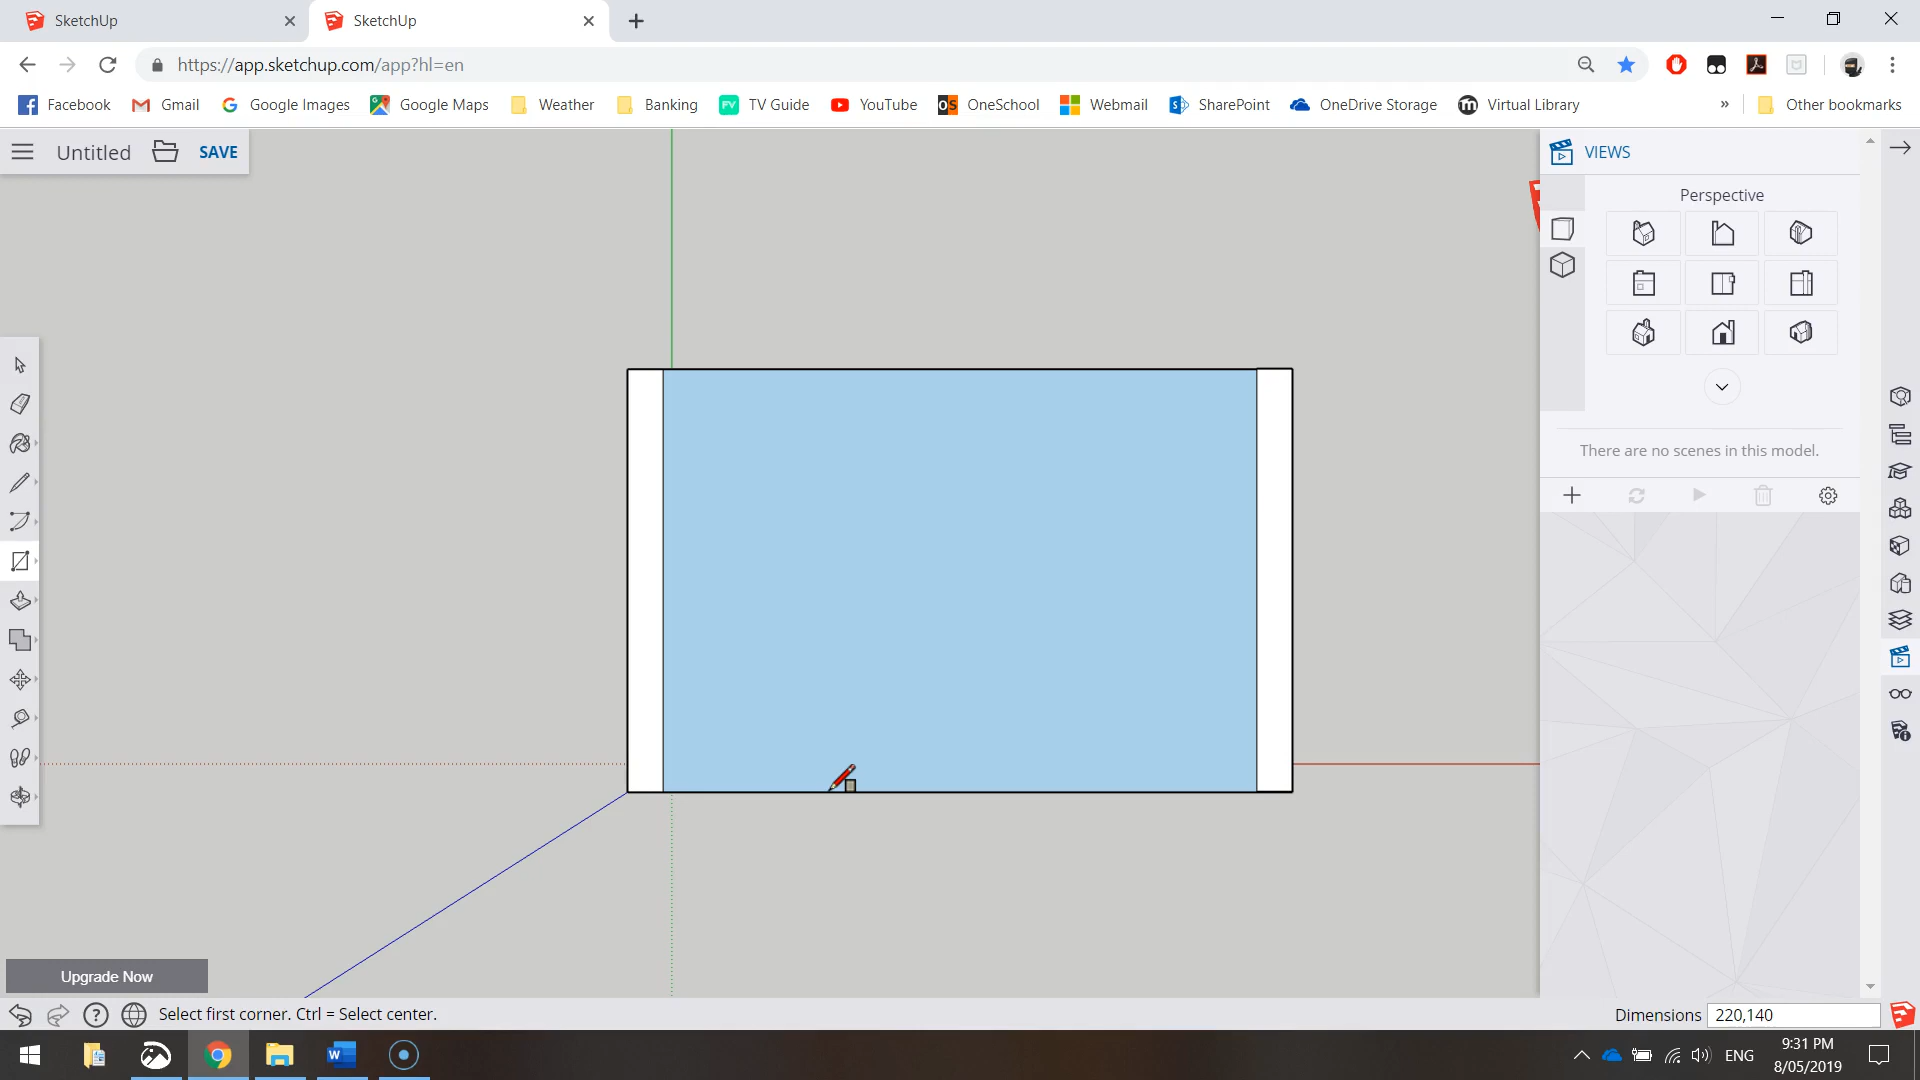 SketchUp
SketchUp
https://app.sketchup.com/app?hl=en
Facebook Gmail Google Images Google Maps Weather Banking TV Guide YouTube OneSchool Webmail SharePoint OneDrive Storage Virtual Library » Other bookmarks
Untitled SAVE
VIEWS
Perspective
There are no scenes in this model.
Upgrade Now
Select first corner. Ctrl = Select center.
Dimensions 220,140
ENG
9:31 PM
8/05/2019